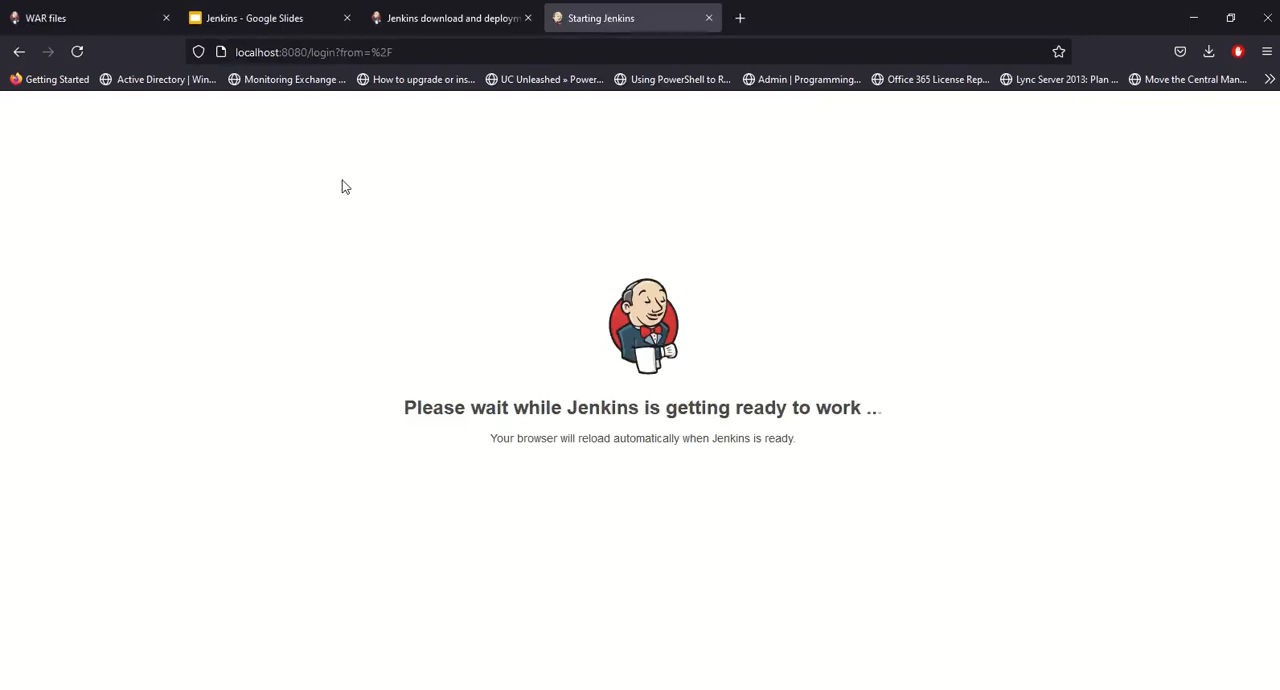 WAR files
Jenkins - Google Slides
Jenkins download and deploym
Starting Jenkins
localhost:8080/login?from=%2F
Getting Started
Active Directory | Win...
Monitoring Exchange ...
How to upgrade or ins...
UC Unleashed » Power...
Using PowerShell to R...
Admin | Programming...
Office 365 License Rep...
Lync Server 2013: Plan ...
Move the Central Man...
Please wait while Jenkins is getting ready to work ...
Your browser will reload automatically when Jenkins is ready.